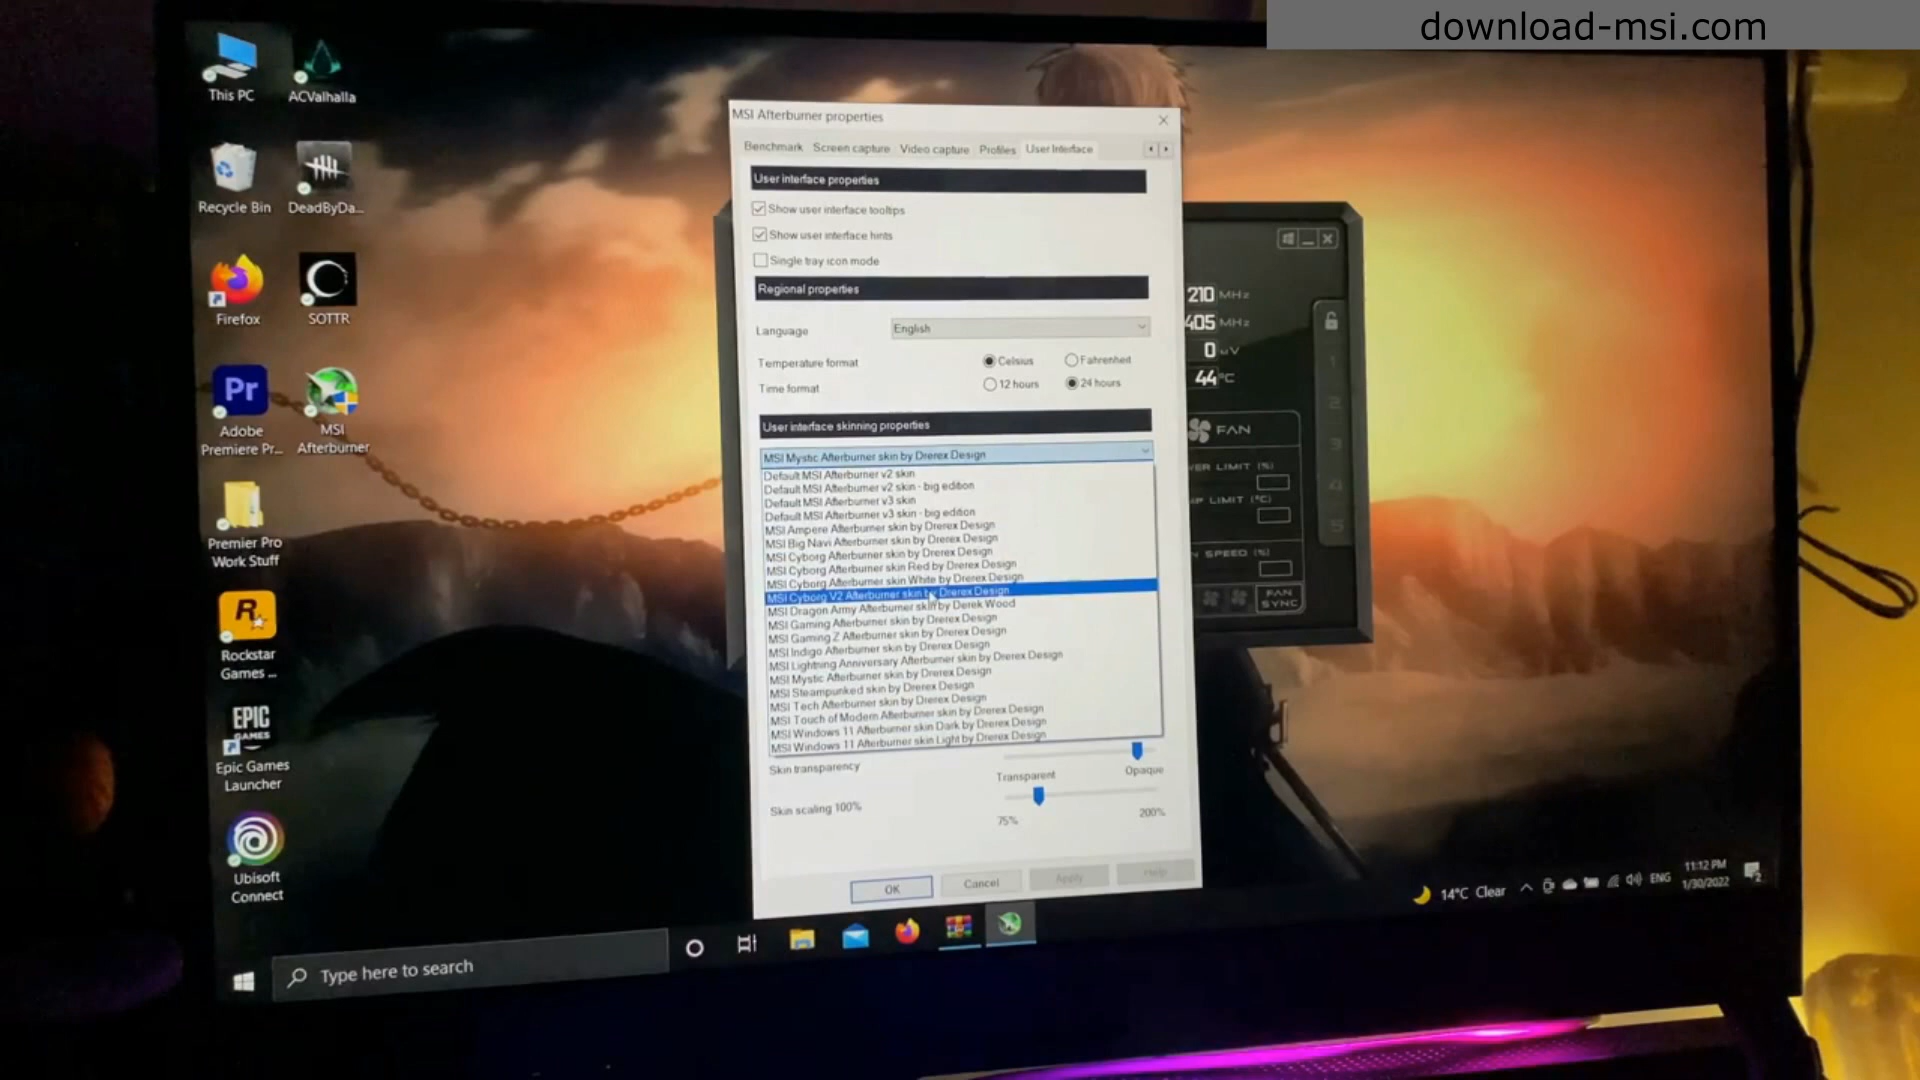 download-msi.com
This PC
ACValhalla
Recycle Bin
DeadByDa...
Firefox
SOTTR
Pr
Adobe
Premiere Pr...
MSI
Afterburner
Premier Pro
Work Stuff
R
Rockstar
Games ...
EPIC
GAMES
Epic Games
Launcher
Ubisoft
Connect
MSI Afterburner properties
Benchmark Screen capture Video capture Profiles User Interface
User interface properties
Show user interface tooltips
Show user interface hints
Single tray icon mode
Regional properties
Language English
Temperature format Celsius Fahrenheit
Time format 12 hours 24 hours
User interface skinning properties
MSI Mystic Afterburner skin by Drerex Design
Default MSI Afterburner v2 skin
Default MSI Afterburner v2 skin - big edition
Default MSI Afterburner v3 skin
Default MSI Afterburner v3 skin - big edition
MSI Ampere Afterburner skin by Drerex Design
MSI Big Navi Afterburner skin by Drerex Design
MSI Cyborg Afterburner skin by Drerex Design
MSI Cyborg Afterburner skin Red by Drerex Design
MSI Cyborg Afterburner skin White by Drerex Design
MSI Cyborg V2 Afterburner skin by Drerex Design
MSI Dragon Army Afterburner skin by Derek Wood
MSI Gaming Afterburner skin by Drerex Design
MSI Gaming Z Afterburner skin by Drerex Design
MSI Indigo Afterburner skin by Drerex Design
MSI Lightning Anniversary Afterburner skin by Drerex Design
MSI Mystic Afterburner skin by Drerex Design
MSI Steampunked skin by Drerex Design
MSI Tech Afterburner skin by Drerex Design
MSI Touch of Modern Afterburner skin by Drerex Design
MSI Windows 11 Afterburner skin Dark by Drerex Design
MSI Windows 11 Afterburner skin Light by Drerex Design
Skin transparency
Transparent Opaque
Skin scaling 100%
75% 200%
OK Cancel Apply Help
210 MHz
405 MHz
0 uV
44°C
FAN
LIMIT (%)
LIMIT (°C)
SPEED (%)
FAN
SYNC
1
2
3
4
5
Type here to search
14°C Clear
ENG
11:12 PM
1/30/2022
2